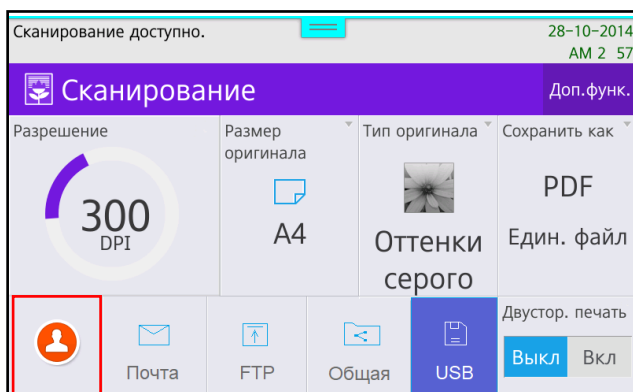 Сканирование доступно.
28-10-2014
AM 2 57
Сканирование
Доп.функ.
Разрешение
300
DPI
Размер
оригинала
A4
Тип оригинала
Оттенки
серого
Сохранить как
PDF
Един. файл
Почта
FTP
Общая
USB
Двустор. печать
Выкл
Вкл